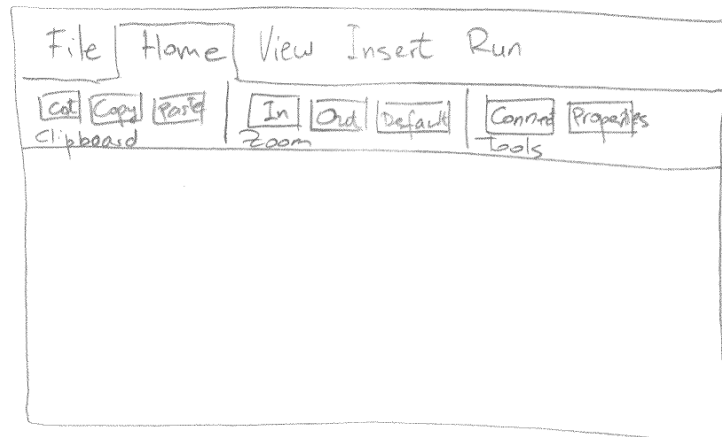 File Home View Insert Run
Cut Copy Paste In Out Default Connect Properties
Clipboard Zoom Tools